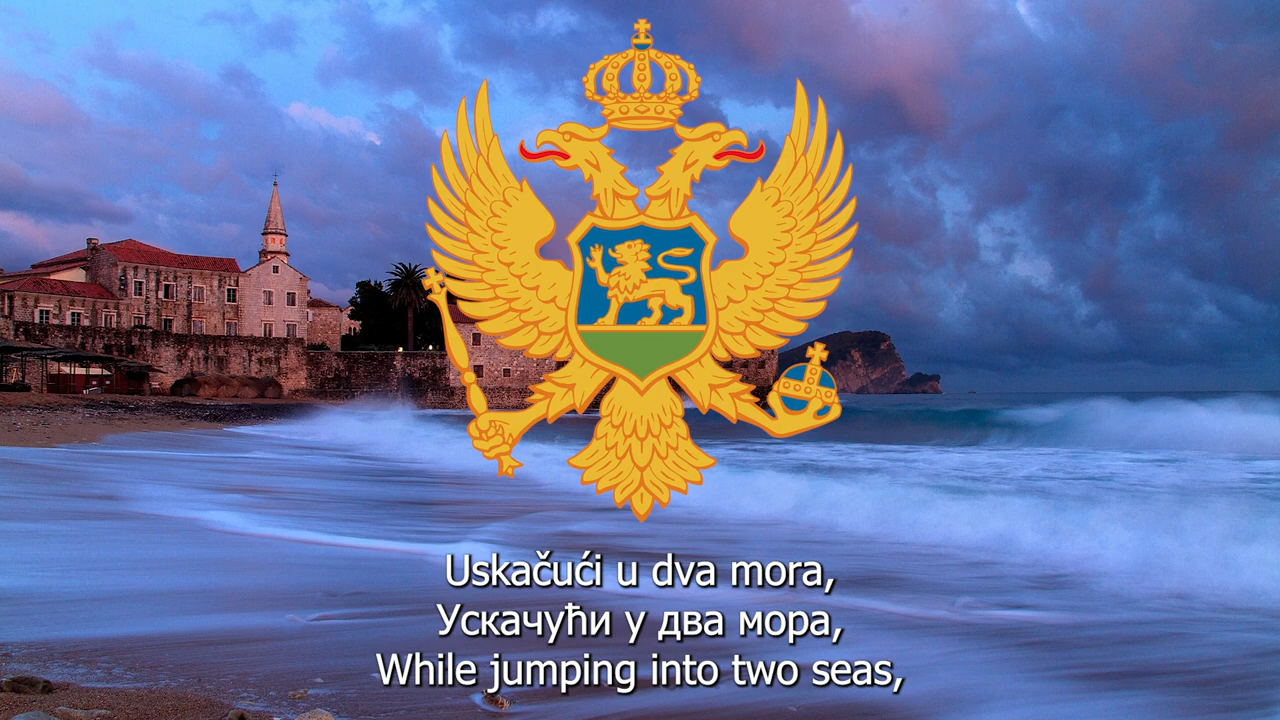 Uskačući u dva mora,
Ускачући у два мора,
While jumping into two seas,